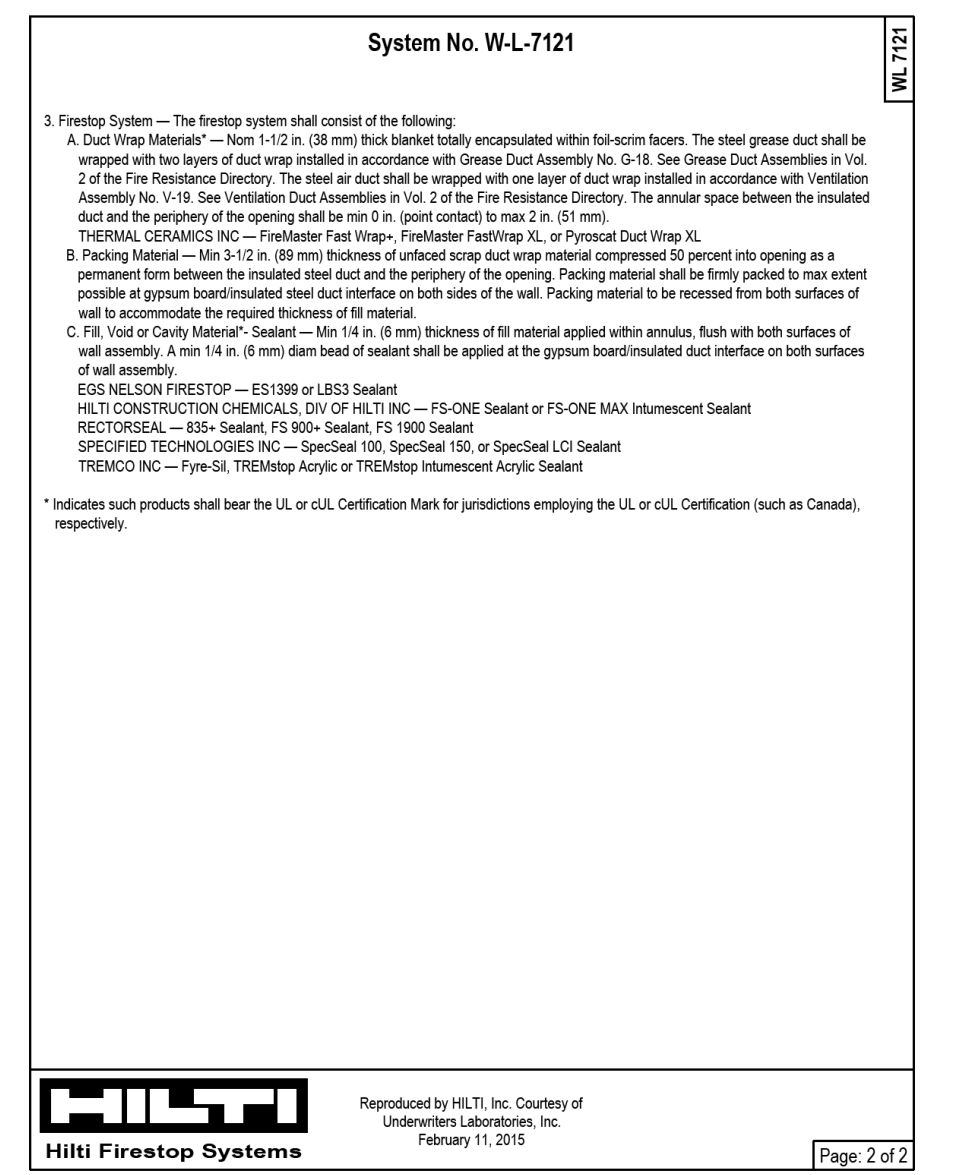 System No. W-L-7121
WL 7121
3. Firestop System — The firestop system shall consist of the following:
A. Duct Wrap Materials* — Nom 1-1/2 in. (38 mm) thick blanket totally encapsulated within foil-scrim facers. The steel grease duct shall be
wrapped with two layers of duct wrap installed in accordance with Grease Duct Assembly No. G-18. See Grease Duct Assemblies in Vol.
2 of the Fire Resistance Directory. The steel air duct shall be wrapped with one layer of duct wrap installed in accordance with Ventilation
Assembly No. V-19. See Ventilation Duct Assemblies in Vol. 2 of the Fire Resistance Directory. The annular space between the insulated
duct and the periphery of the opening shall be min 0 in. (point contact) to max 2 in. (51 mm).
THERMAL CERAMICS INC — FireMaster Fast Wrap+, FireMaster FastWrap XL, or Pyroscat Duct Wrap XL
B. Packing Material — Min 3-1/2 in. (89 mm) thickness of unfaced scrap duct wrap material compressed 50 percent into opening as a
permanent form between the insulated steel duct and the periphery of the opening. Packing material shall be firmly packed to max extent
possible at gypsum board/insulated steel duct interface on both sides of the wall. Packing material to be recessed from both surfaces of
wall to accommodate the required thickness of fill material.
C. Fill, Void or Cavity Material*- Sealant — Min 1/4 in. (6 mm) thickness of fill material applied within annulus, flush with both surfaces of
wall assembly. A min 1/4 in. (6 mm) diam bead of sealant shall be applied at the gypsum board/insulated duct interface on both surfaces
of wall assembly.
EGS NELSON FIRESTOP — ES1399 or LBS3 Sealant
HILTI CONSTRUCTION CHEMICALS, DIV OF HILTI INC — FS-ONE Sealant or FS-ONE MAX Intumescent Sealant
RECTORSEAL — 835+ Sealant, FS 900+ Sealant, FS 1900 Sealant
SPECIFIED TECHNOLOGIES INC — SpecSeal 100, SpecSeal 150, or SpecSeal LCI Sealant
TREMCO INC — Fyre-Sil, TREMstop Acrylic or TREMstop Intumescent Acrylic Sealant
* Indicates such products shall bear the UL or cUL Certification Mark for jurisdictions employing the UL or cUL Certification (such as Canada),
respectively.
HILTI
Hilti Firestop Systems
Reproduced by HILTI, Inc. Courtesy of
Underwriters Laboratories, Inc.
February 11, 2015
Page: 2 of 2